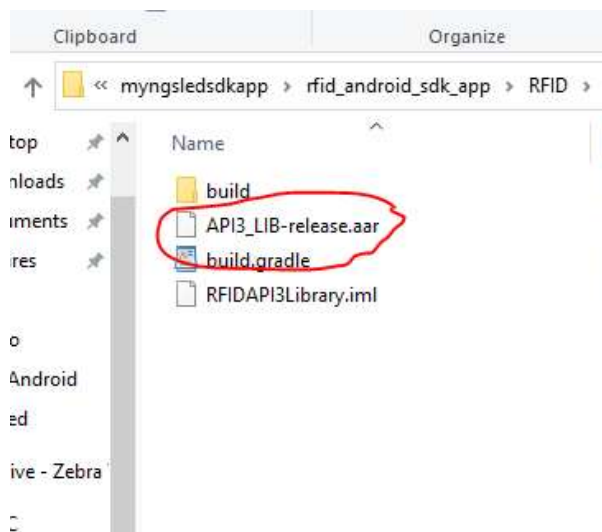 Clipboard
Organize
« myngsledsdkapp > rfid_android_sdk_app > RFID >
top
Name
nloads
build
uments
API3_LIB-release.aar
res
build.gradle
RFIDAPI3Library.iml
o
Android
ed
ive - Zebra